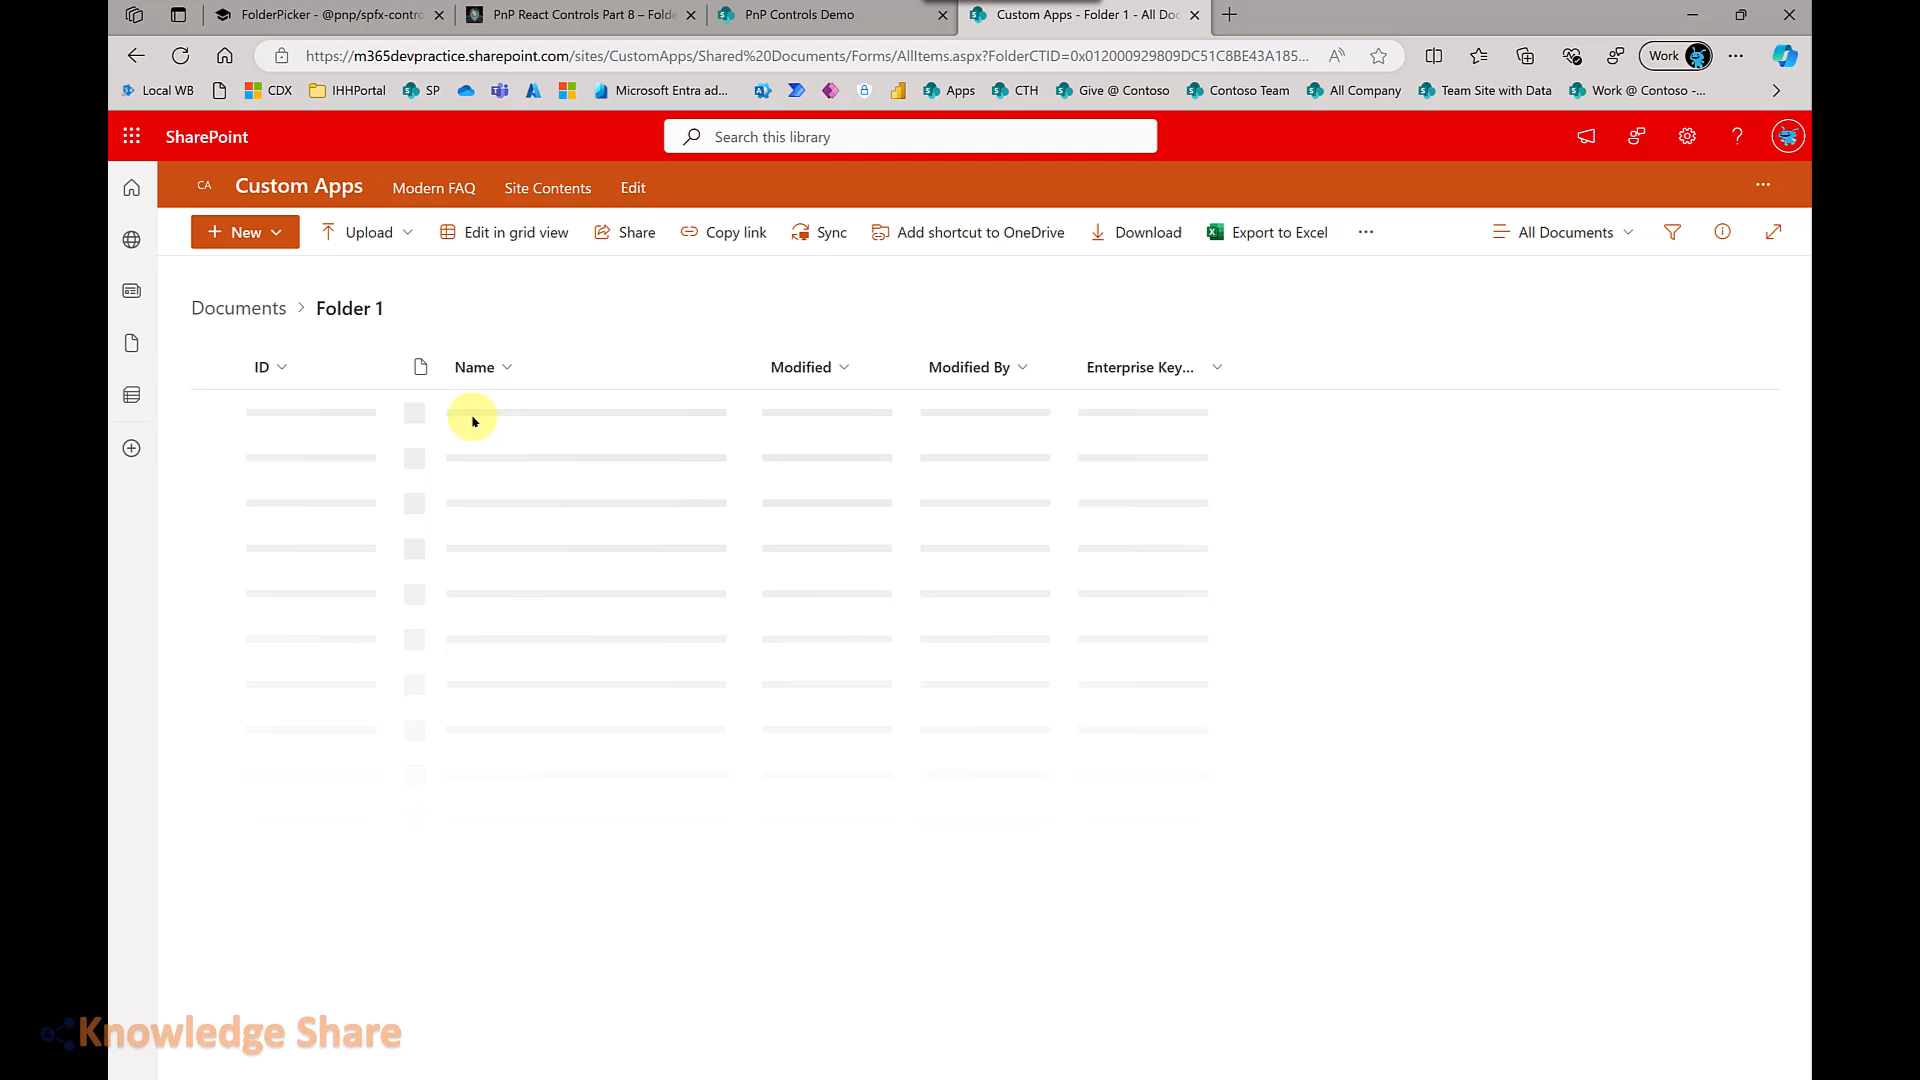 FolderPicker - @pnp/spfx-contro
PnP React Controls Part 8 – Folde
PnP Controls Demo
Custom Apps - Folder 1 - All Doc
https://m365devpractice.sharepoint.com/sites/CustomApps/Shared%20Documents/Forms/AllItems.aspx?FolderCTID=0x012000929809DC51C8BE43A185...
Work
Local WB
CDX
IHHPortal
SP
Microsoft Entra ad...
Apps
CTH
Give @ Contoso
Contoso Team
All Company
Team Site with Data
Work @ Contoso -...
SharePoint
Search this library
CA
Custom Apps
Modern FAQ
Site Contents
Edit
New
Upload
Edit in grid view
Share
Copy link
Sync
Add shortcut to OneDrive
Download
Export to Excel
All Documents
Documents > Folder 1
ID
Name
Modified
Modified By
Enterprise Key...
Knowledge Share